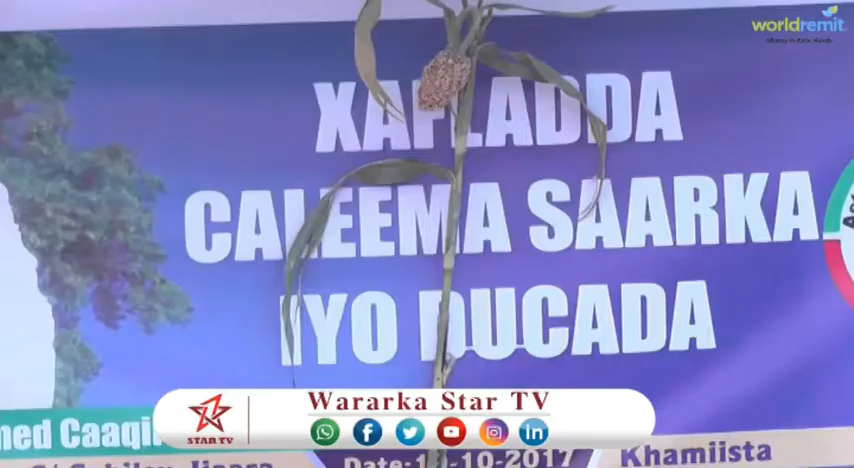 worldremit
XAFLADDA
CALEEMA SAARKA
IYO DUCADA
Wararka Star TV
STAR TV
Khamiista